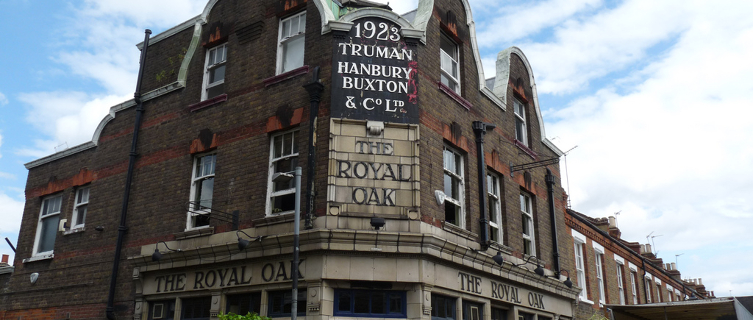 1923
TRUMAN
HANBURY
BUXTON
& Co LTD
THE
ROYAL
OAK
THE ROYAL OAK
THE ROYAL OAK